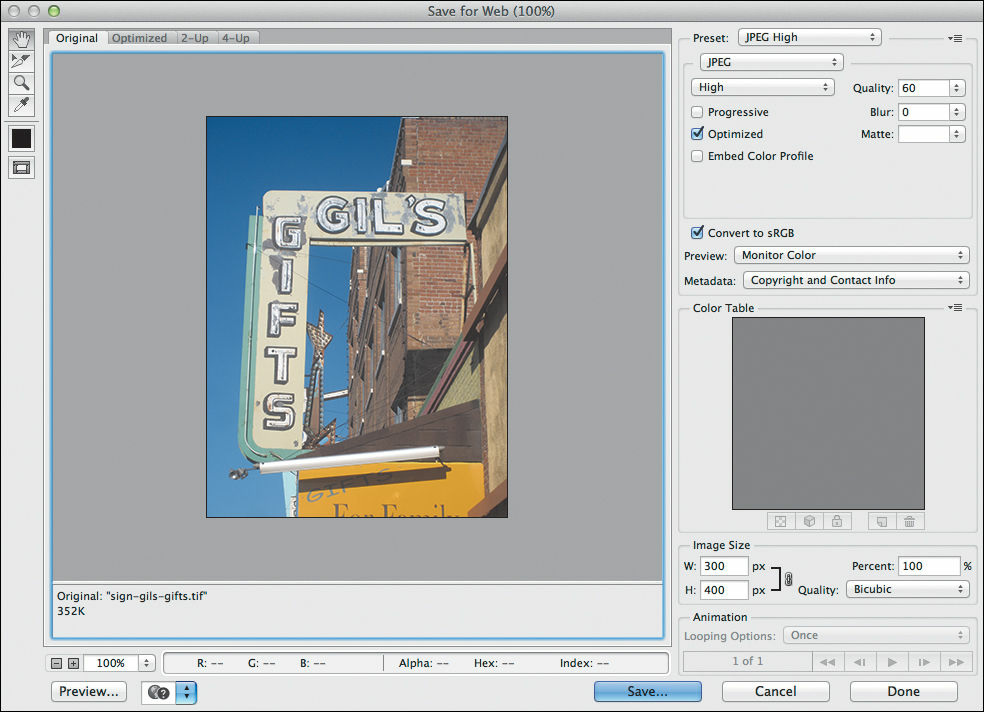 Save for Web (100%)
Original Optimized 2-Up 4-Up
Preset: JPEG High
JPEG
High Quality: 60
Progressive Blur: 0
Optimized Matte:
Embed Color Profile
Convert to sRGB
Preview: Monitor Color
Metadata: Copyright and Contact Info
Color Table
GIL'S
GIFTS
GIFTS
For Family
Image Size
W: 300 px Percent: 100 %
H: 400 px Quality: Bicubic
Original: "sign-gils-gifts.tif"
352K
Animation
Looping Options: Once
1 of 1
100% R: -- G: -- B: -- Alpha: -- Hex: -- Index: --
Preview... ? Save... Cancel Done